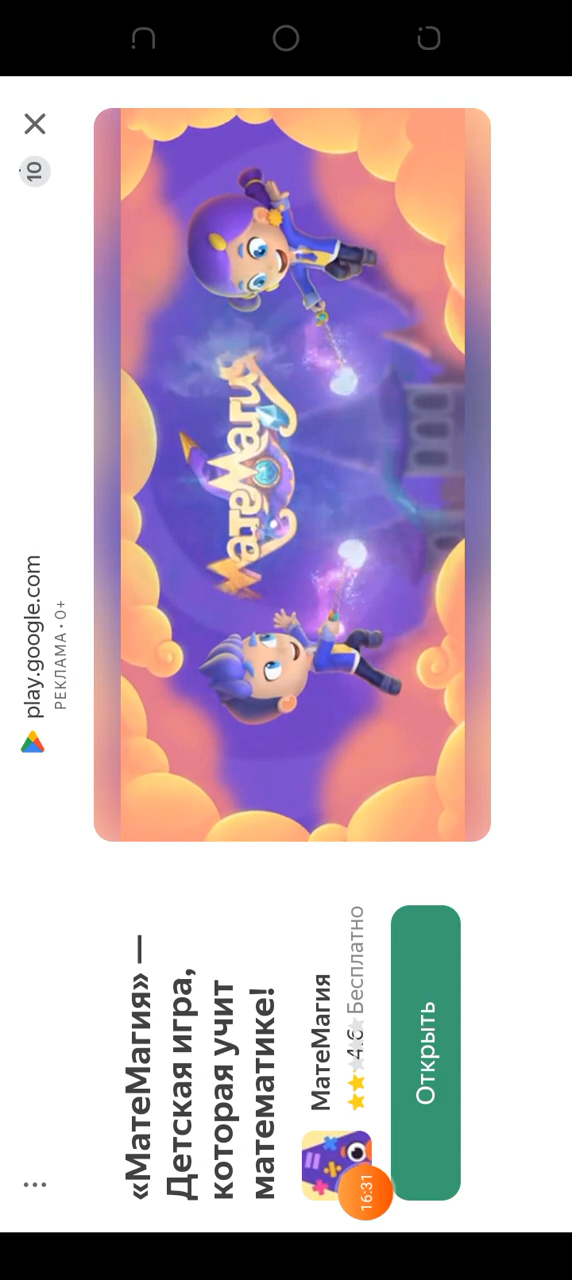 play.google.com
РЕКЛАМА • 0+
10
МатеМагия
«МатеМагия» —
Детская игра,
которая учит
математике!
МатеМагия
4.6 Бесплатно
Открыть
16:31